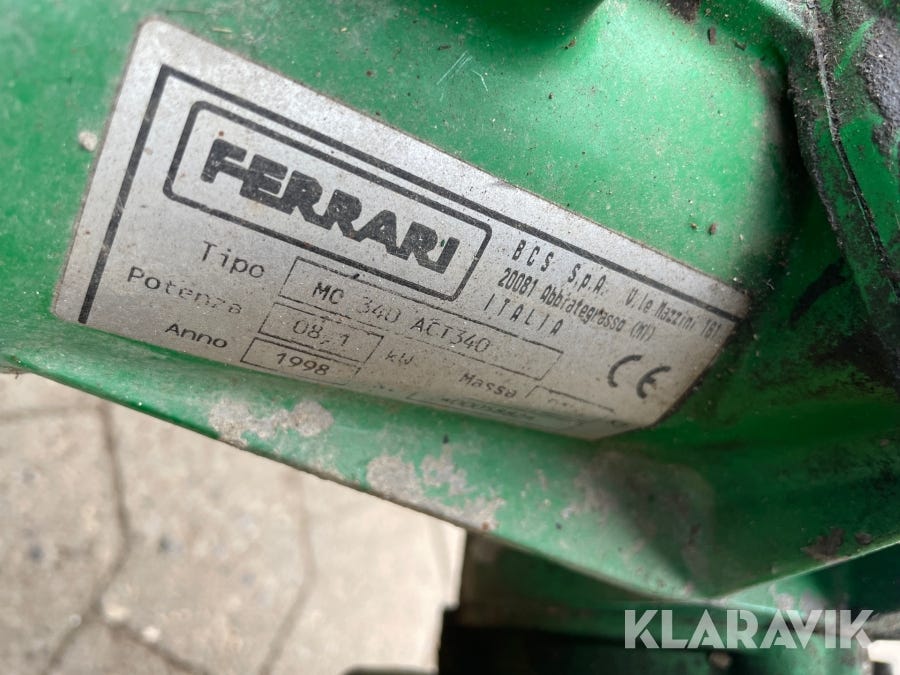 FERRARI
BCS S.p.A. V.le Mazzini 161
20081 Abbiategrasso (MI)
ITALIA
Tipo MC 340 ACT340
Potenza 08,1 kW Massa
Anno 1998
CE
KLARAVIK